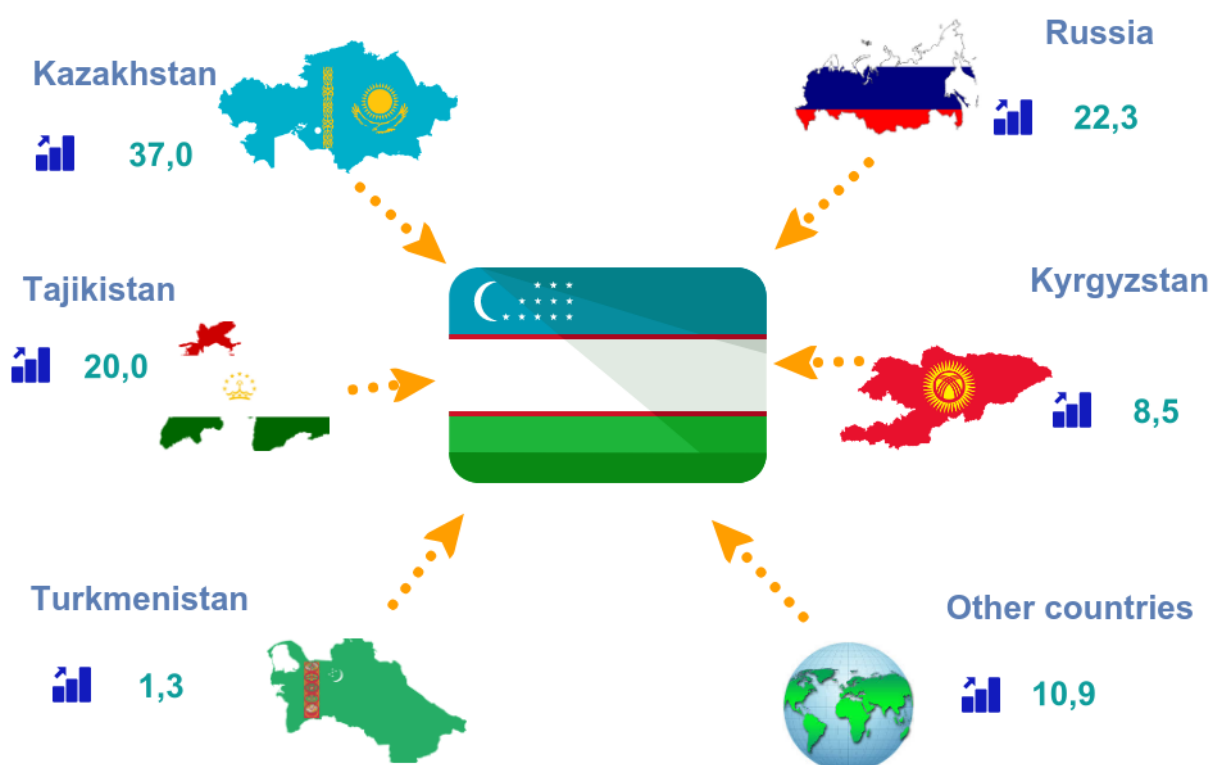 Kazakhstan
37,0
Russia
22,3
Tajikistan
20,0
Kyrgyzstan
8,5
Turkmenistan
1,3
Other countries
10,9